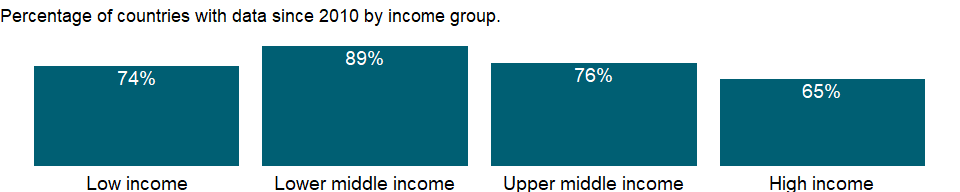 Percentage of countries with data since 2010 by income group.
74%
89%
76%
65%
Low income
Lower middle income
Upper middle income
High income